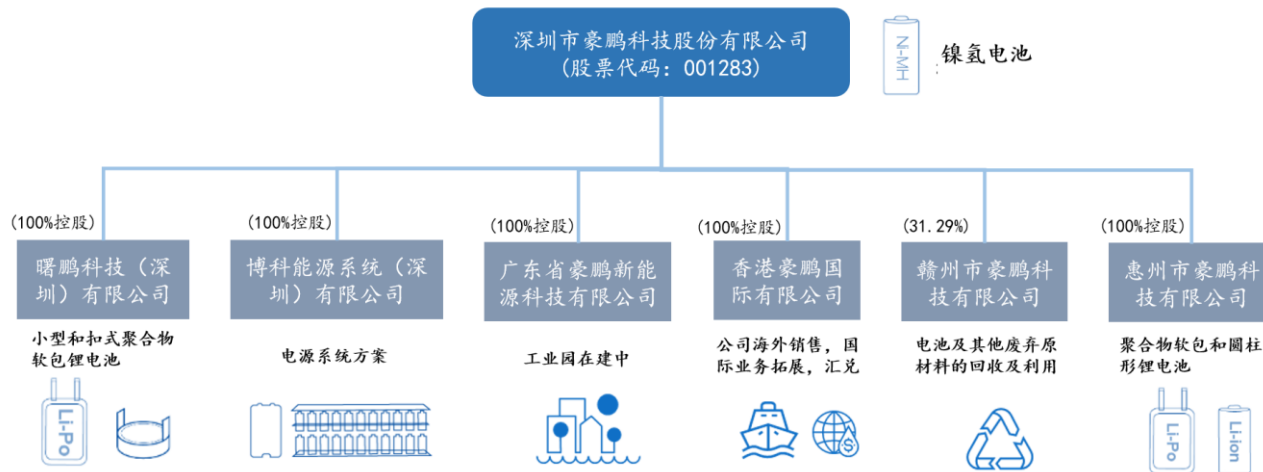 深圳市豪鹏科技股份有限公司
(股票代码：001283)
Ni-MH
镍氢电池
(100%控股)
曙鹏科技（深
圳）有限公司
小型和扣式聚合物
软包锂电池
Li-Po
(100%控股)
博科能源系统（深
圳）有限公司
电源系统方案
(100%控股)
广东省豪鹏新能
源科技有限公司
工业园在建中
(100%控股)
香港豪鹏国
际有限公司
公司海外销售，国
际业务拓展，汇兑
$
(31.29%)
赣州市豪鹏科
技有限公司
电池及其他废弃原
材料的回收及利用
(100%控股)
惠州市豪鹏科
技有限公司
聚合物软包和圆柱
形锂电池
Li-Po
Li-ion